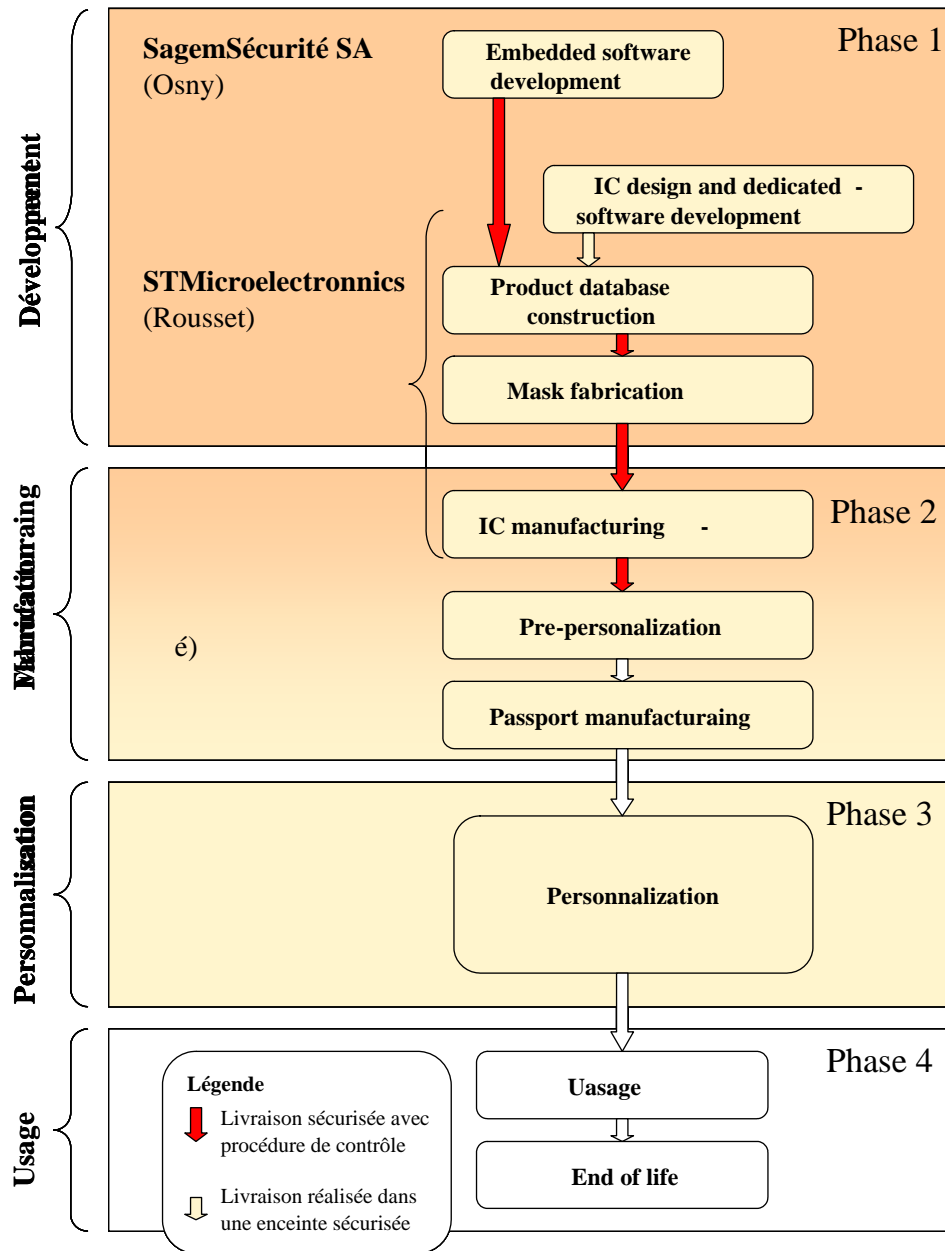 Phase 1
SagemSécurité SA
(Osny)
Embedded software
development
IC design and dedicated -
software development
STMicroelectronnics
(Rousset)
Product database
construction
Mask fabrication
Phase 2
IC manufacturing -
Pre-personalization
é)
Passport manufacturaing
Phase 3
Personnalization
Personnalization
Phase 4
Usage
Uasage
End of life
Légende
Livraison sécurisée avec
procédure de contrôle
Livraison réalisée dans
une enceinte sécurisée